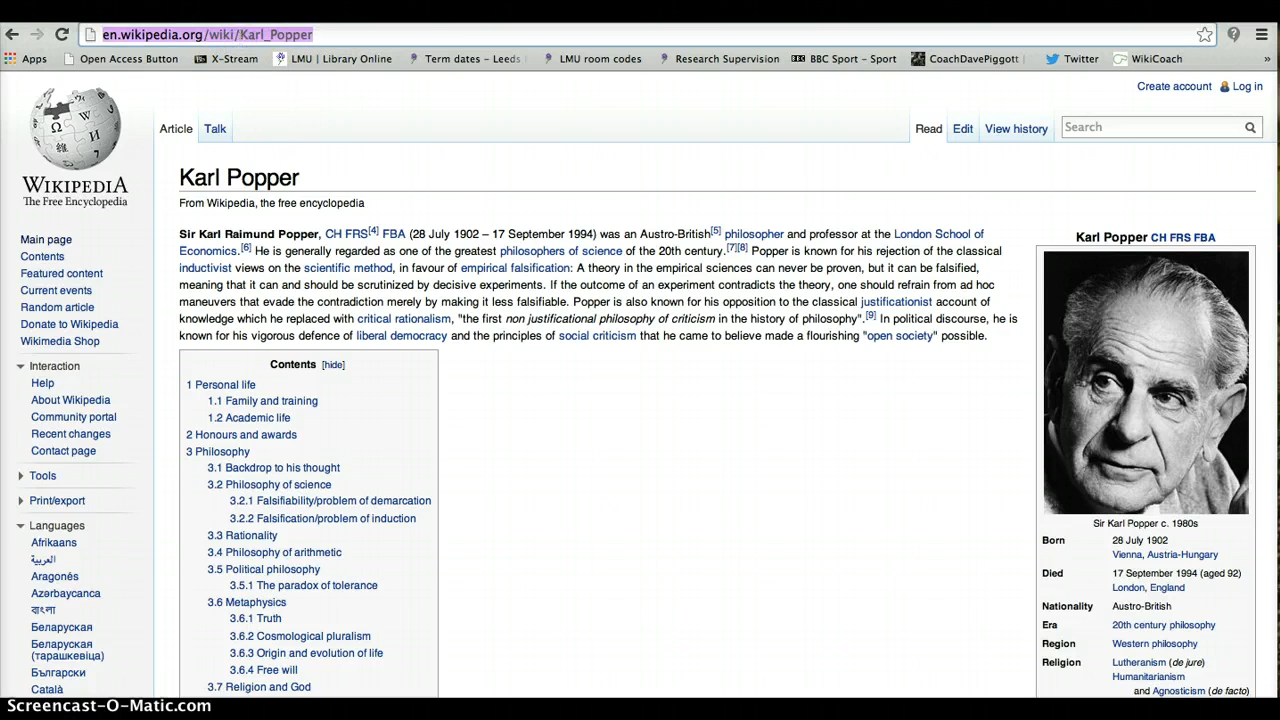 en.wikipedia.org/wiki/Karl_Popper
Apps Open Access Button X-Stream LMU | Library Online Term dates – Leeds LMU room codes Research Supervision BBC Sport - Sport CoachDavePiggott Twitter WikiCoach »
Create account Log in
Article Talk Read Edit View history Search
WIKIPEDIA
The Free Encyclopedia
Main page
Contents
Featured content
Current events
Random article
Donate to Wikipedia
Wikimedia Shop
Interaction
Help
About Wikipedia
Community portal
Recent changes
Contact page
Tools
Print/export
Languages
Afrikaans
العربية
Aragonés
Azərbaycanca
বাংলা
Беларуская
Беларуская
(тарашкевіца)
Български
Català
Karl Popper
From Wikipedia, the free encyclopedia
Sir Karl Raimund Popper, CH FRS[4] FBA (28 July 1902 – 17 September 1994) was an Austro-British[5] philosopher and professor at the London School of
Economics.[6] He is generally regarded as one of the greatest philosophers of science of the 20th century.[7][8] Popper is known for his rejection of the classical
inductivist views on the scientific method, in favour of empirical falsification: A theory in the empirical sciences can never be proven, but it can be falsified,
meaning that it can and should be scrutinized by decisive experiments. If the outcome of an experiment contradicts the theory, one should refrain from ad hoc
maneuvers that evade the contradiction merely by making it less falsifiable. Popper is also known for his opposition to the classical justificationist account of
knowledge which he replaced with critical rationalism, "the first non justificational philosophy of criticism in the history of philosophy".[9] In political discourse, he is
known for his vigorous defence of liberal democracy and the principles of social criticism that he came to believe made a flourishing "open society" possible.
Contents [hide]
1 Personal life
1.1 Family and training
1.2 Academic life
2 Honours and awards
3 Philosophy
3.1 Backdrop to his thought
3.2 Philosophy of science
3.2.1 Falsifiability/problem of demarcation
3.2.2 Falsification/problem of induction
3.3 Rationality
3.4 Philosophy of arithmetic
3.5 Political philosophy
3.5.1 The paradox of tolerance
3.6 Metaphysics
3.6.1 Truth
3.6.2 Cosmological pluralism
3.6.3 Origin and evolution of life
3.6.4 Free will
3.7 Religion and God
Karl Popper CH FRS FBA
Sir Karl Popper c. 1980s
Born 28 July 1902
Vienna, Austria-Hungary
Died 17 September 1994 (aged 92)
London, England
Nationality Austro-British
Era 20th century philosophy
Region Western philosophy
Religion Lutheranism (de jure)
Humanitarianism
and Agnosticism (de facto)
Screencast-O-Matic.com